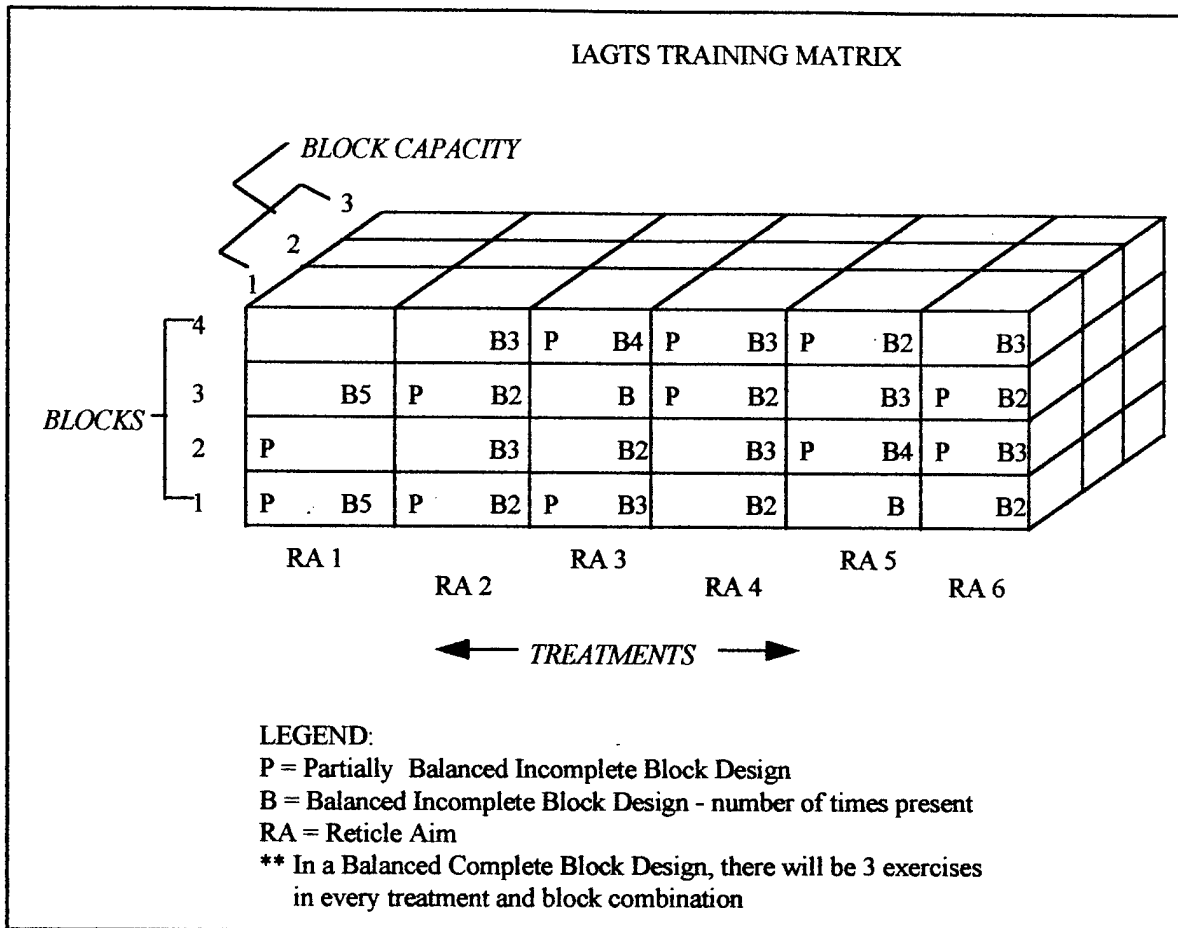 IAGTS TRAINING MATRIX
BLOCK CAPACITY
3
2
1
4 B3 P B4 P B3 P B2 B3
3 B5 P B2 B P B2 B3 P B2
BLOCKS
2 P B3 B2 B3 P B4 P B3
1 P B5 P B2 P B3 B2 B B2
RA 1 RA 3 RA 5
RA 2 RA 4 RA 6
TREATMENTS
LEGEND:
P = Partially Balanced Incomplete Block Design
B = Balanced Incomplete Block Design - number of times present
RA = Reticle Aim
** In a Balanced Complete Block Design, there will be 3 exercises
in every treatment and block combination